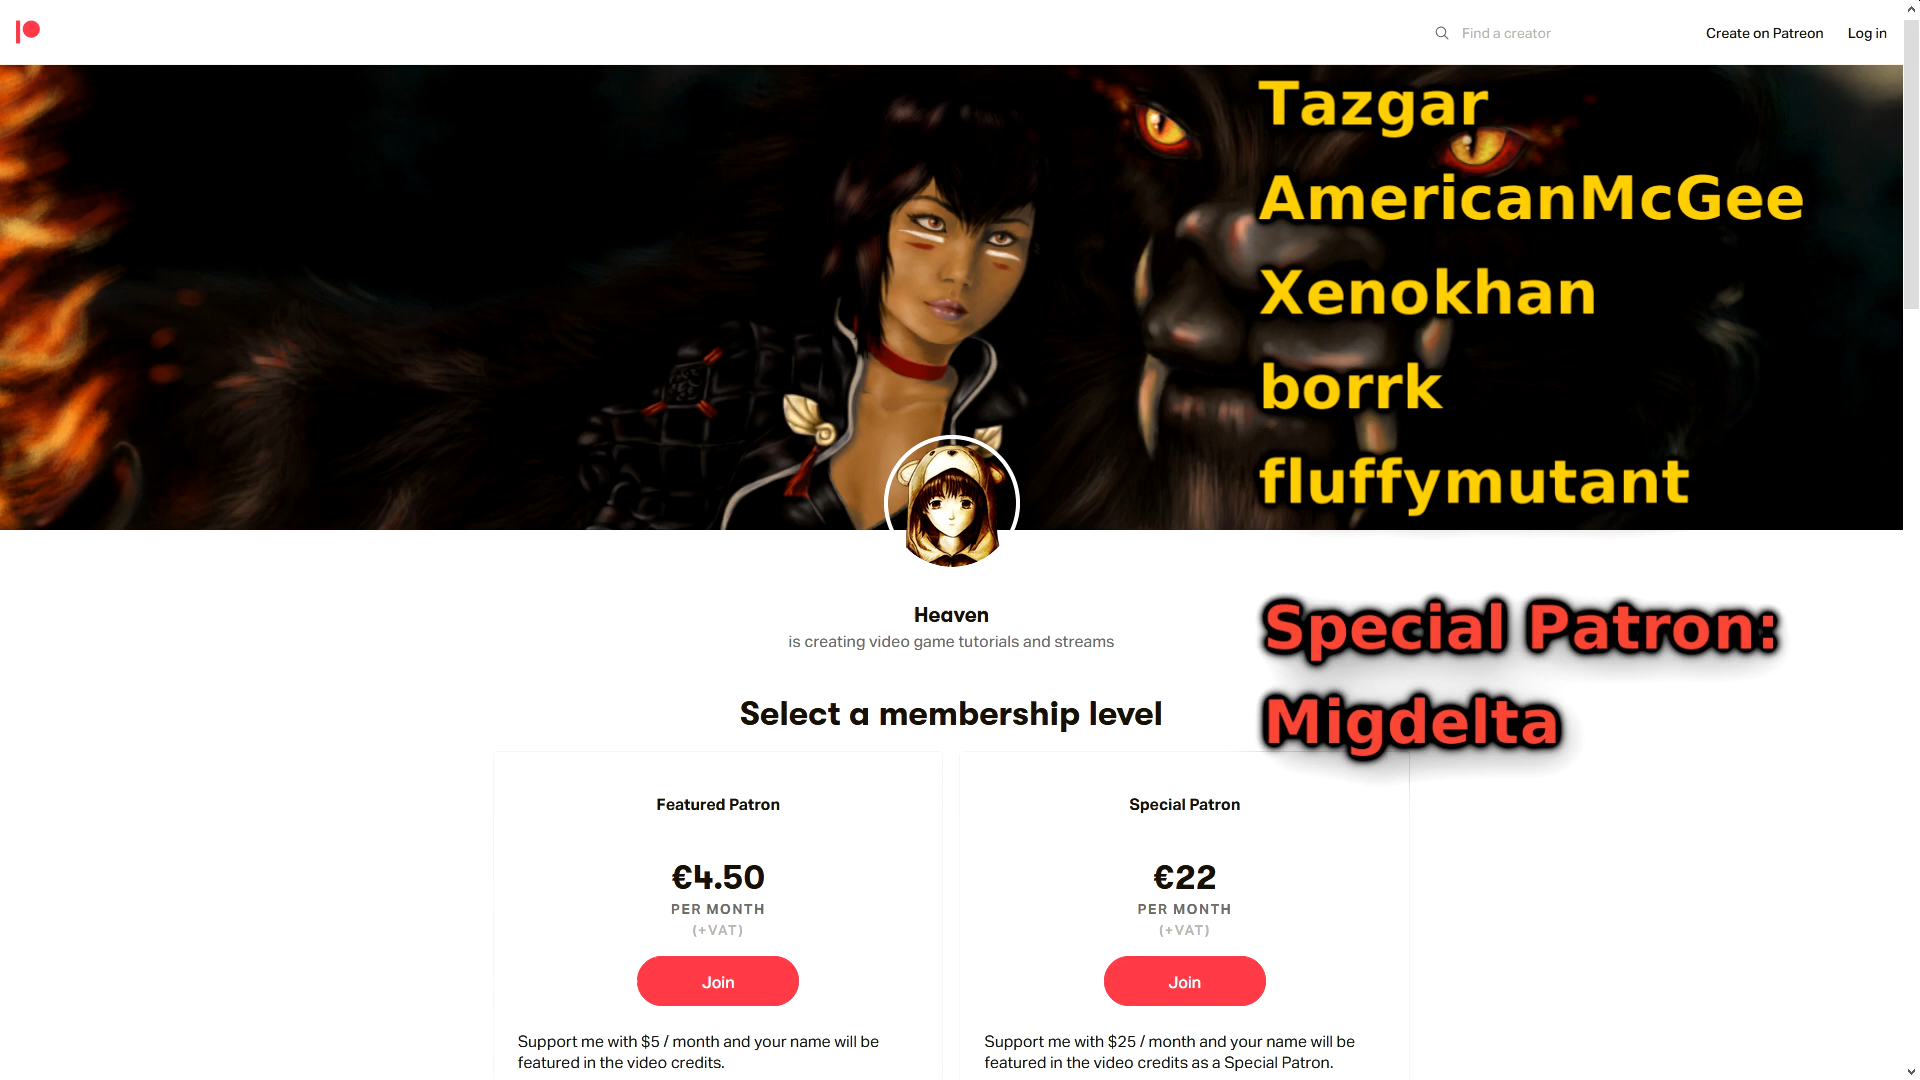 Find a creator
Create on Patreon
Log in
Tazgar
AmericanMcGee
Xenokhan
borrk
fluffymutant
Heaven
is creating video game tutorials and streams
Special Patron:
Migdelta
Select a membership level
Featured Patron
€4.50
PER MONTH
(+VAT)
Join
Support me with $5 / month and your name will be
featured in the video credits.
Special Patron
€22
PER MONTH
(+VAT)
Join
Support me with $25 / month and your name will be
featured in the video credits as a Special Patron.